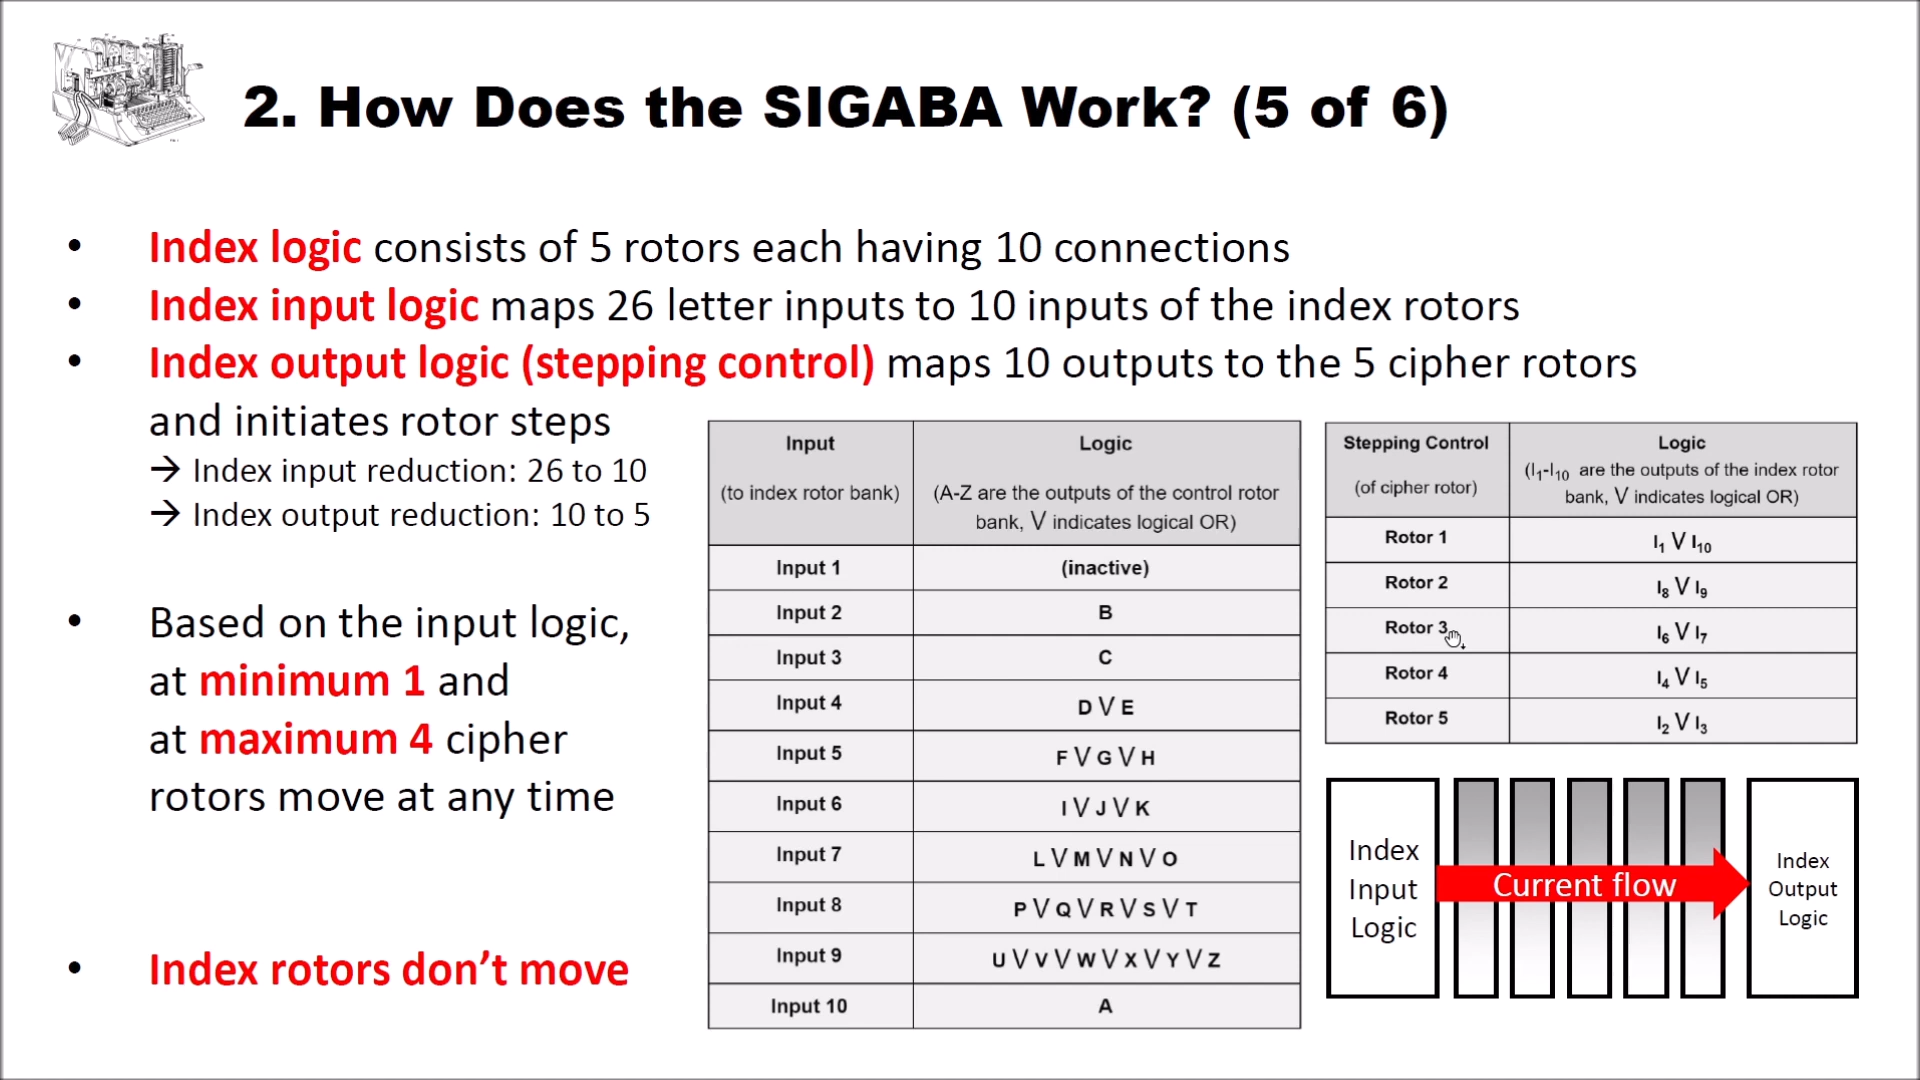 2. How Does the SIGABA Work? (5 of 6)
• Index logic consists of 5 rotors each having 10 connections
• Index input logic maps 26 letter inputs to 10 inputs of the index rotors
• Index output logic (stepping control) maps 10 outputs to the 5 cipher rotors
and initiates rotor steps
→ Index input reduction: 26 to 10
→ Index output reduction: 10 to 5
• Based on the input logic,
at minimum 1 and
at maximum 4 cipher
rotors move at any time
• Index rotors don’t move
Input Logic
(to index rotor bank) (A-Z are the outputs of the control rotor
bank, V indicates logical OR)
Input 1 (inactive)
Input 2 B
Input 3 C
Input 4 D V E
Input 5 F V G V H
Input 6 I V J V K
Input 7 L V M V N V O
Input 8 P V Q V R V S V T
Input 9 U V V V W V X V Y V Z
Input 10 A
Stepping Control Logic
(of cipher rotor) (I₁-I₁₀ are the outputs of the index rotor
bank, V indicates logical OR)
Rotor 1 I₁ V I₁₀
Rotor 2 I₈ V I₉
Rotor 3 I₆ V I₇
Rotor 4 I₄ V I₅
Rotor 5 I₂ V I₃
Index
Input
Logic
Current flow
Index
Output
Logic